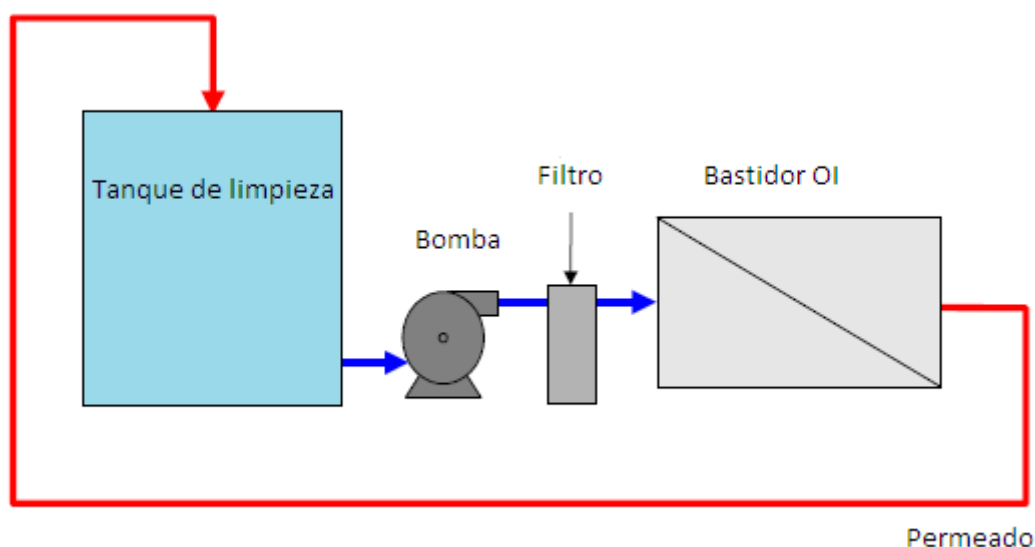 Tanque de limpieza
Bomba
Filtro
Bastidor OI
Permeado